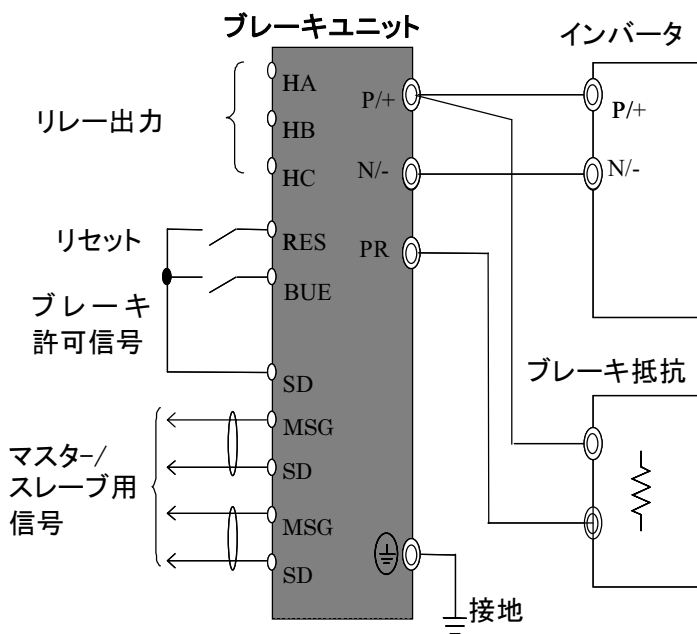 ブレーキユニット
インバータ
リレー出力
HA
HB
HC
P/+
N/-
PR
P/+
N/-
リセット
RES
ブレーキ
許可信号
BUE
SD
ブレーキ抵抗
マスター/
スレーブ用
信号
MSG
SD
MSG
SD
接地